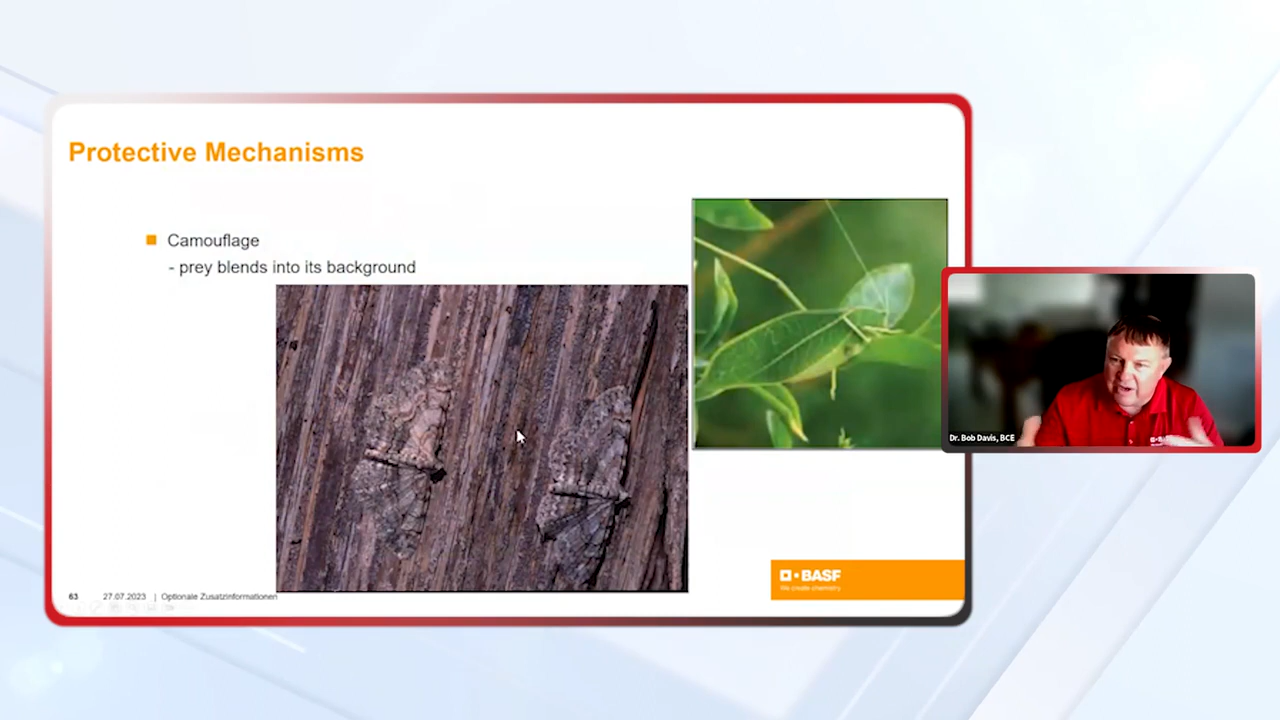 Protective Mechanisms
Camouflage
- prey blends into its background
63 27.07.2023 | Optionale Zusatzinformationen
BASF
We create chemistry
Dr. Bob Davis, BCE